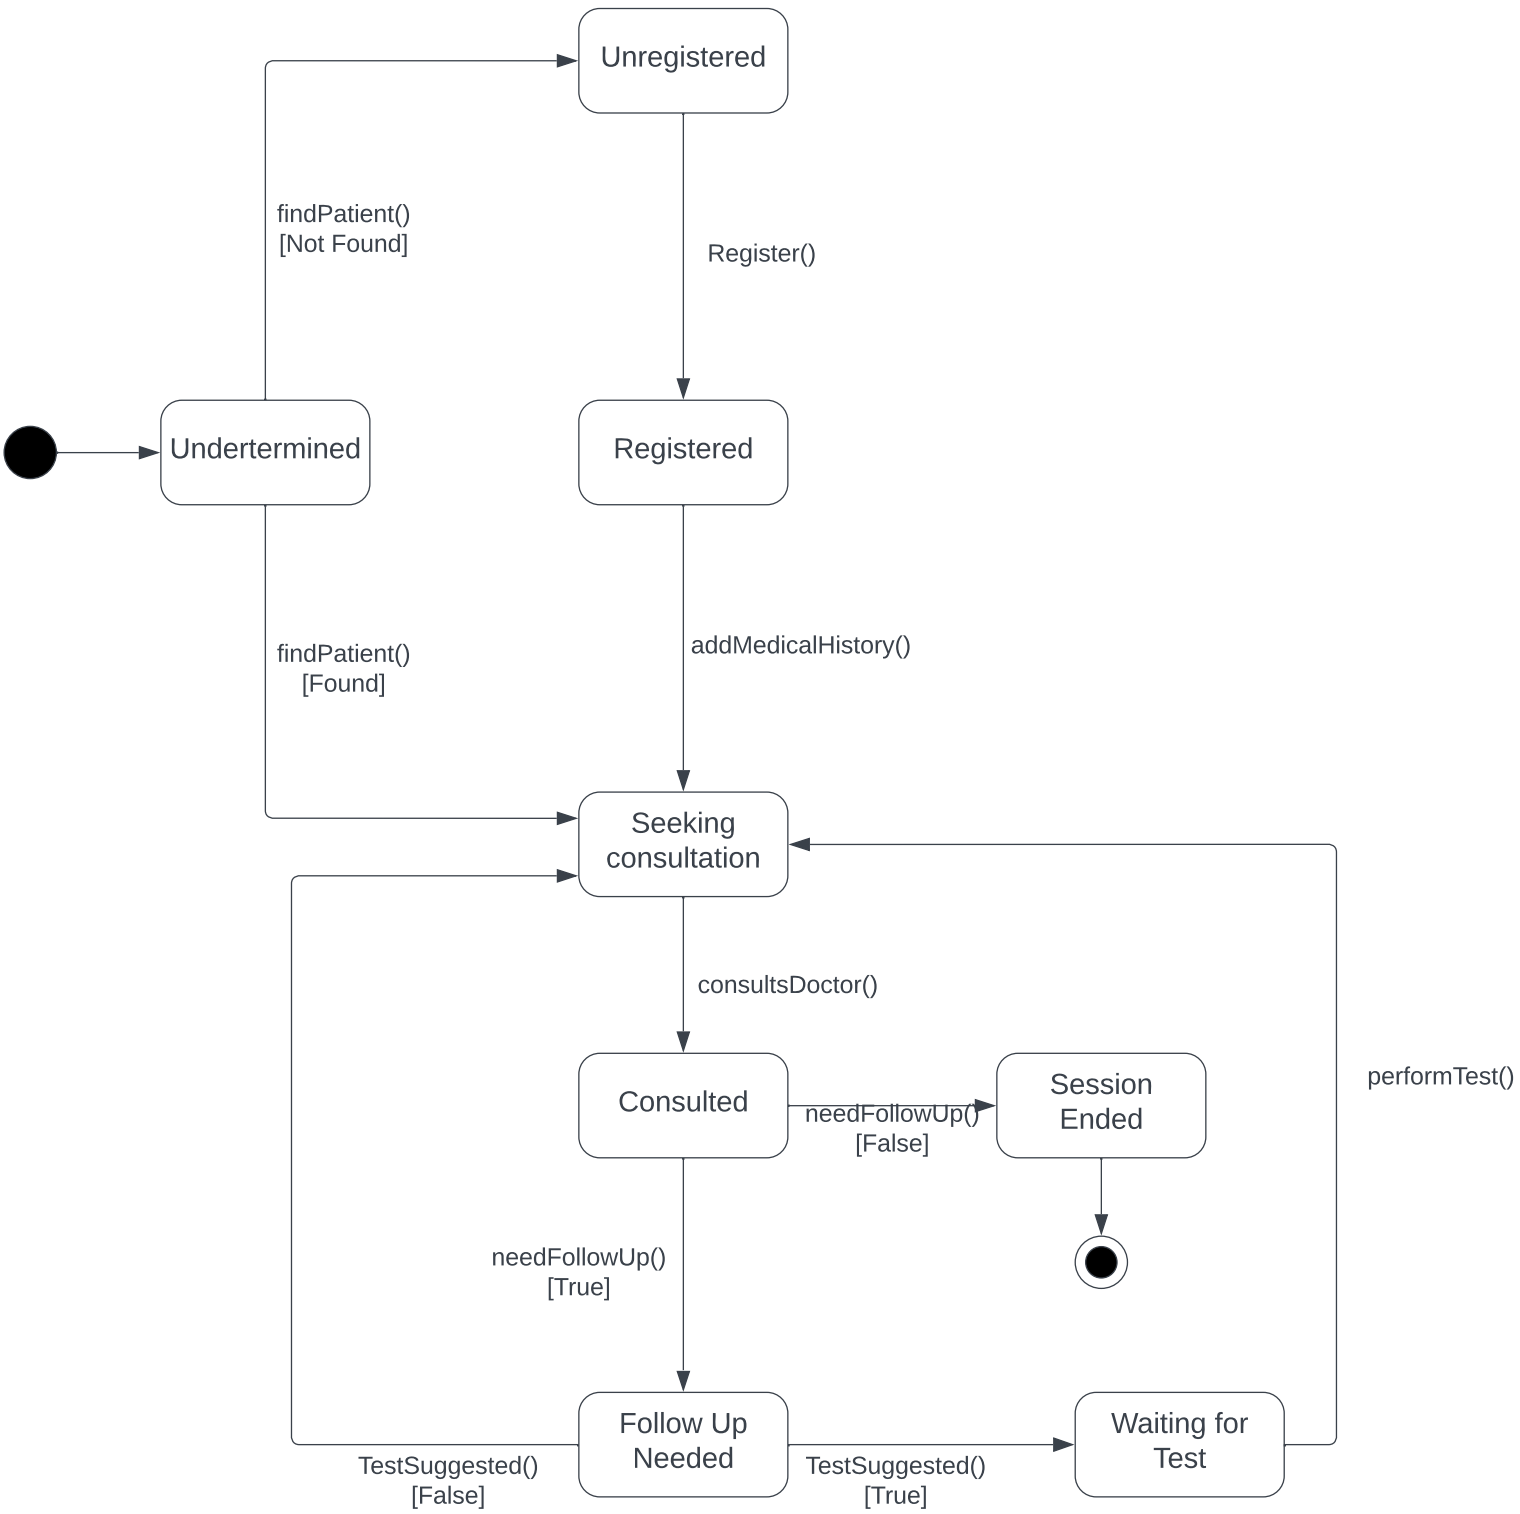 Unregistered
findPatient()
[Not Found]
Register()
Undertermined
Registered
findPatient()
[Found]
addMedicalHistory()
Seeking
consultation
consultsDoctor()
Consulted
needFollowUp()
[False]
Session
Ended
performTest()
needFollowUp()
[True]
Follow Up
Needed
Waiting for
Test
TestSuggested()
[False]
TestSuggested()
[True]